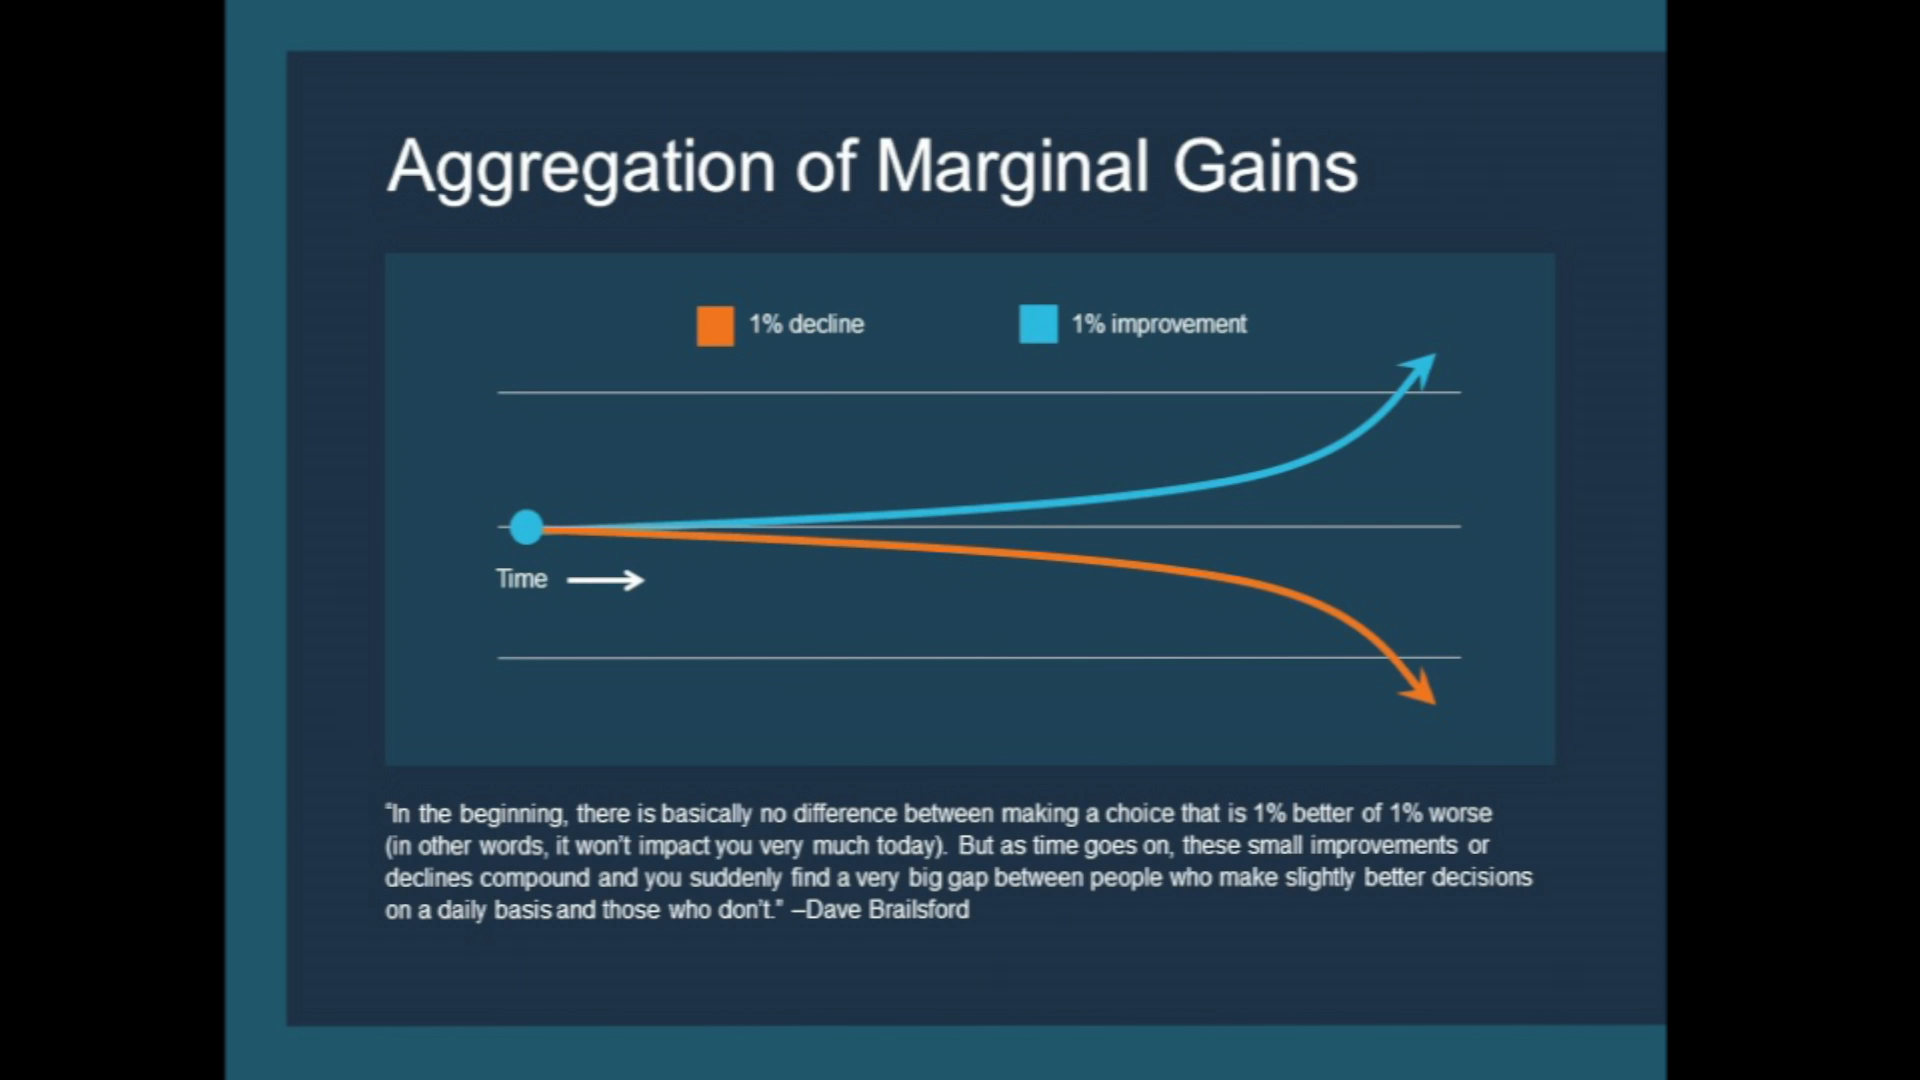 Aggregation of Marginal Gains
1% decline
1% improvement
Time
"In the beginning, there is basically no difference between making a choice that is 1% better of 1% worse
(in other words, it won't impact you very much today). But as time goes on, these small improvements or
declines compound and you suddenly find a very big gap between people who make slightly better decisions
on a daily basis and those who don't." –Dave Brailsford